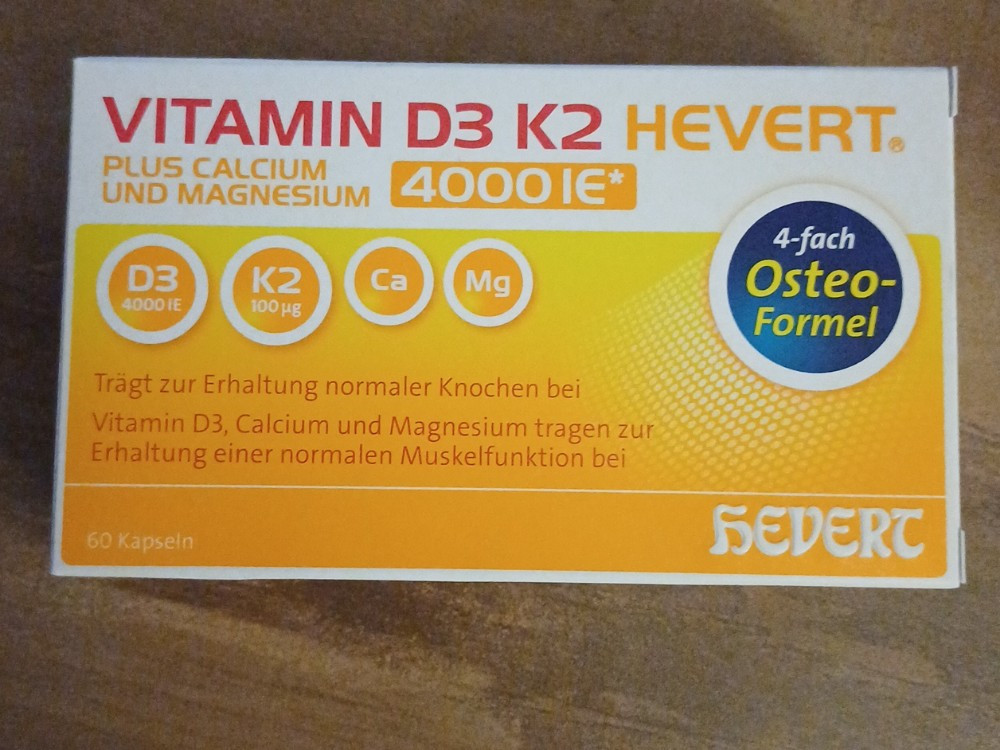 VITAMIN D3 K2 HEVERT®
PLUS CALCIUM
UND MAGNESIUM
4000 IE*
4-fach
Osteo-
Formel
D3
4000 IE
K2
100 µg
Ca
Mg
Trägt zur Erhaltung normaler Knochen bei
Vitamin D3, Calcium und Magnesium tragen zur
Erhaltung einer normalen Muskelfunktion bei
60 Kapseln
HEVERT